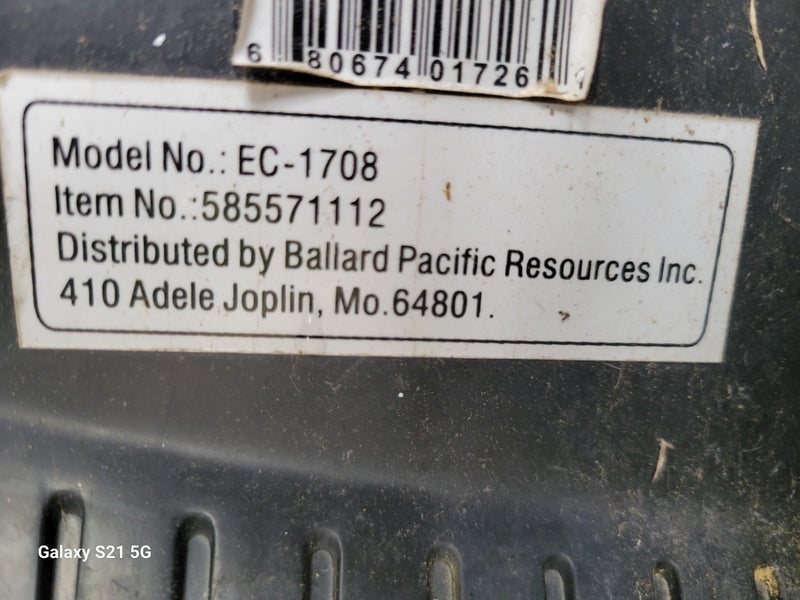 6 80674 01726 1
Model No.: EC-1708
Item No.:585571112
Distributed by Ballard Pacific Resources Inc.
410 Adele Joplin, Mo.64801.
Galaxy S21 5G